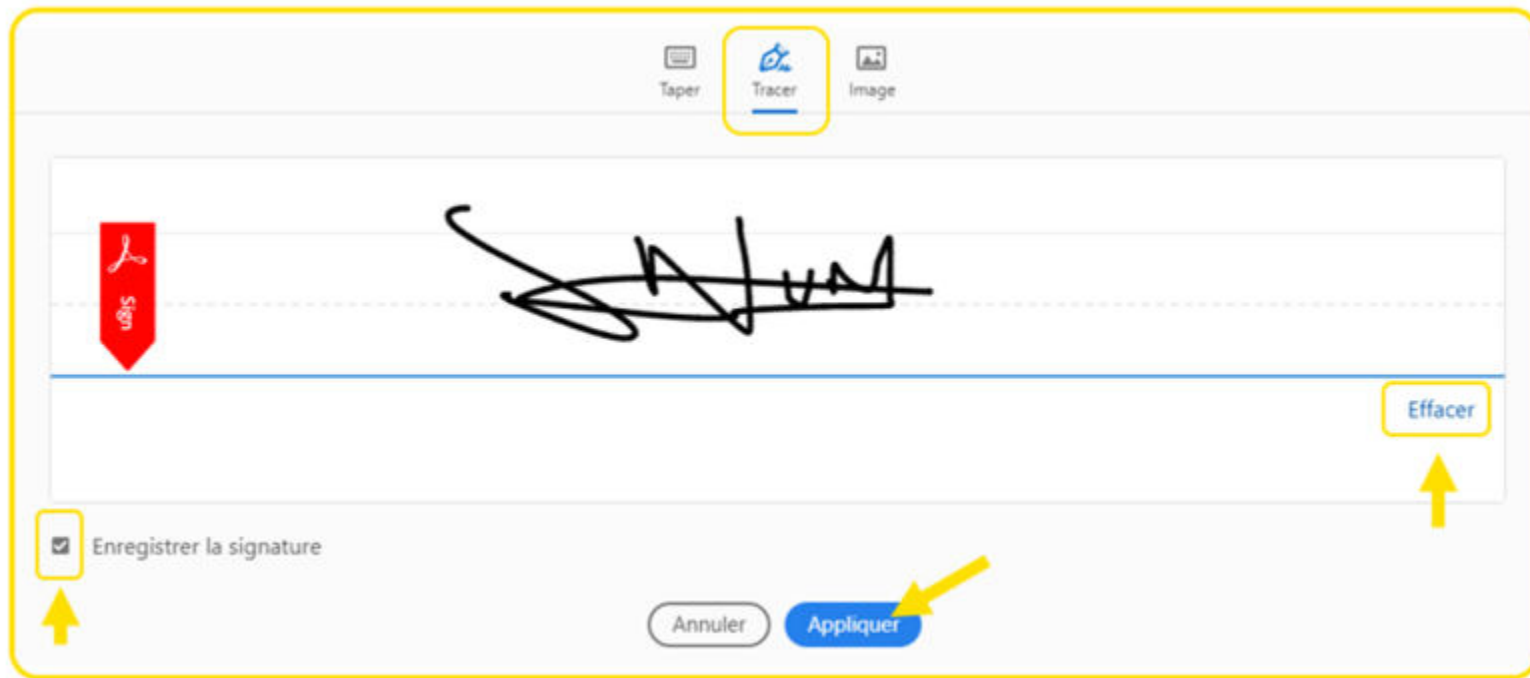 Taper Tracer Image
Sign
Effacer
Enregistrer la signature
Annuler Appliquer